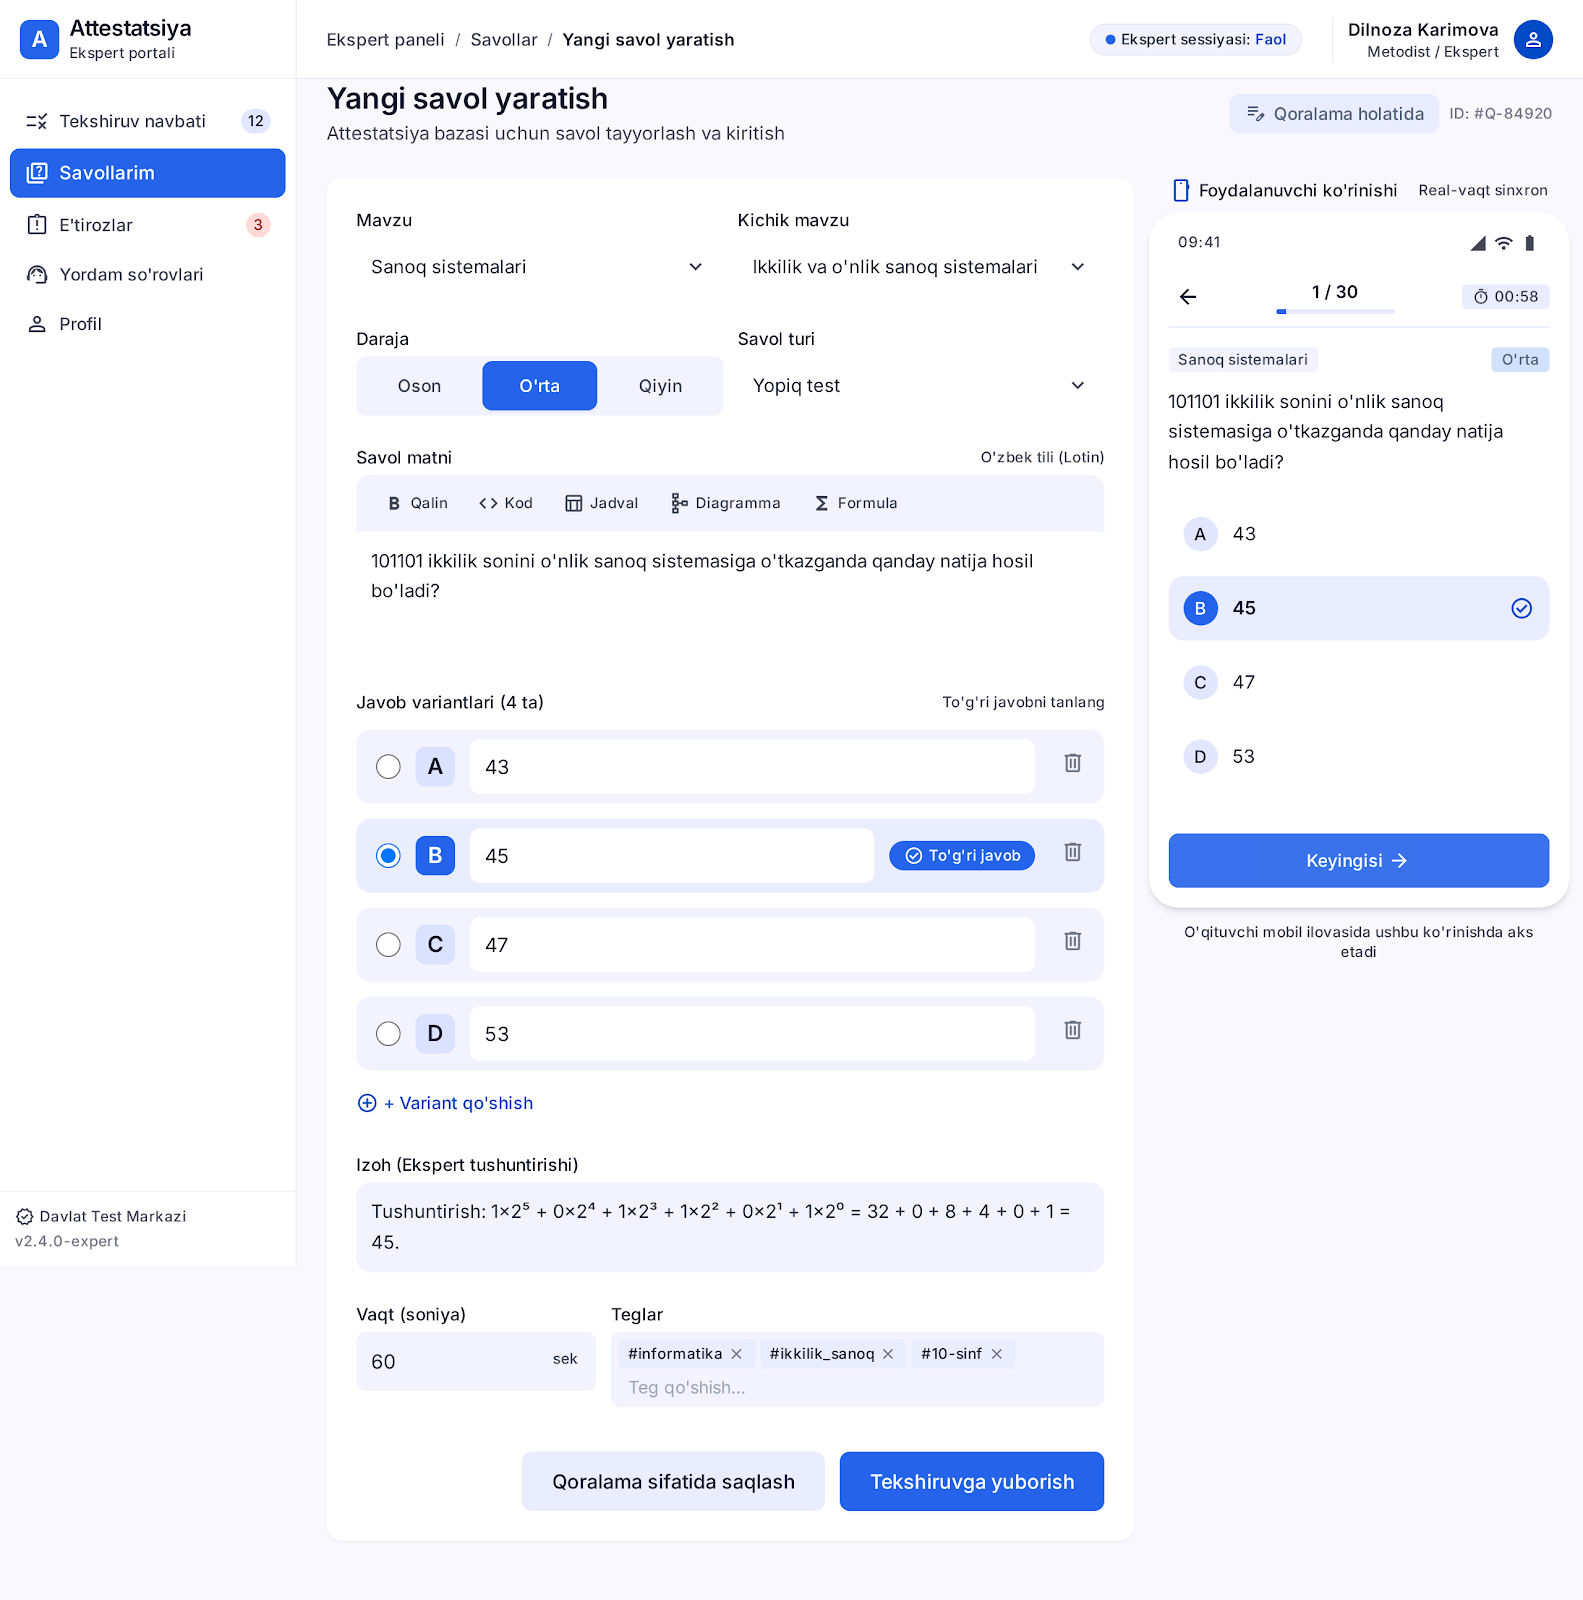 A
Attestatsiya
Ekspert portali
Tekshiruv navbati 12
Savollarim
E'tirozlar 3
Yordam so'rovlari
Profil
Davlat Test Markazi
v2.4.0-expert
Ekspert paneli / Savollar / Yangi savol yaratish
Ekspert sessiyasi: Faol
Dilnoza Karimova
Metodist / Ekspert
Yangi savol yaratish
Attestatsiya bazasi uchun savol tayyorlash va kiritish
Qoralama holatida
ID: #Q-84920
Mavzu
Sanoq sistemalari
Kichik mavzu
Ikkilik va o'nlik sanoq sistemalari
Daraja
Oson O'rta Qiyin
Savol turi
Yopiq test
Savol matni
O'zbek tili (Lotin)
B Qalin <> Kod Jadval Diagramma Σ Formula
101101 ikkilik sonini o'nlik sanoq sistemasiga o'tkazganda qanday natija hosil
bo'ladi?
Javob variantlari (4 ta)
To'g'ri javobni tanlang
A 43
B 45 To'g'ri javob
C 47
D 53
+ Variant qo'shish
Izoh (Ekspert tushuntirishi)
Tushuntirish: 1×2⁵ + 0×2⁴ + 1×2³ + 1×2² + 0×2¹ + 1×2⁰ = 32 + 0 + 8 + 4 + 0 + 1 =
45.
Vaqt (soniya)
60 sek
Teglar
#informatika #ikkilik_sanoq #10-sinf
Teg qo'shish...
Qoralama sifatida saqlash
Tekshiruvga yuborish
Foydalanuvchi ko'rinishi
Real-vaqt sinxron
09:41
1 / 30
00:58
Sanoq sistemalari
O'rta
101101 ikkilik sonini o'nlik sanoq
sistemasiga o'tkazganda qanday natija
hosil bo'ladi?
A 43
B 45
C 47
D 53
Keyingisi
O'qituvchi mobil ilovasida ushbu ko'rinishda aks
etadi